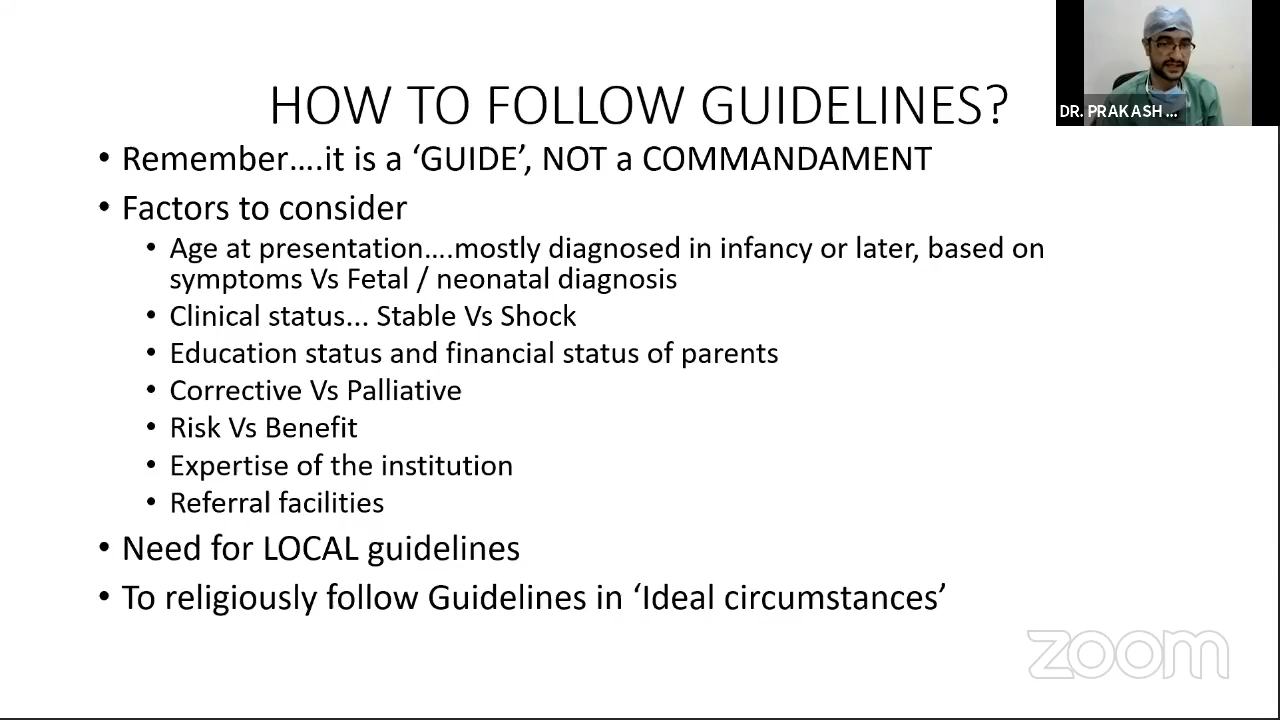 HOW TO FOLLOW GUIDELINES?
• Remember....it is a ‘GUIDE’, NOT a COMMANDAMENT
• Factors to consider
• Age at presentation....mostly diagnosed in infancy or later, based on
symptoms Vs Fetal / neonatal diagnosis
• Clinical status... Stable Vs Shock
• Education status and financial status of parents
• Corrective Vs Palliative
• Risk Vs Benefit
• Expertise of the institution
• Referral facilities
• Need for LOCAL guidelines
• To religiously follow Guidelines in ‘Ideal circumstances’
DR. PRAKASH ...
zoom